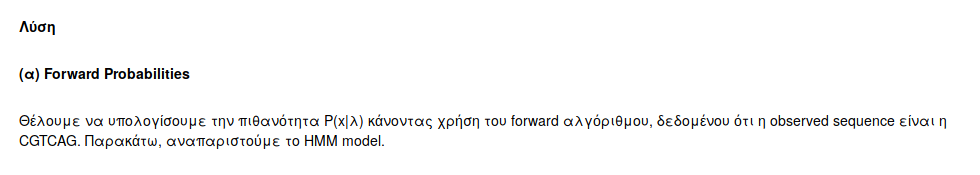 Λύση
(α) Forward Probabilities
Θέλουμε να υπολογίσουμε την πιθανότητα P(x|λ) κάνοντας χρήση του forward αλγόριθμου, δεδομένου ότι η observed sequence είναι η
CGTCAG. Παρακάτω, αναπαριστούμε το HMM model.